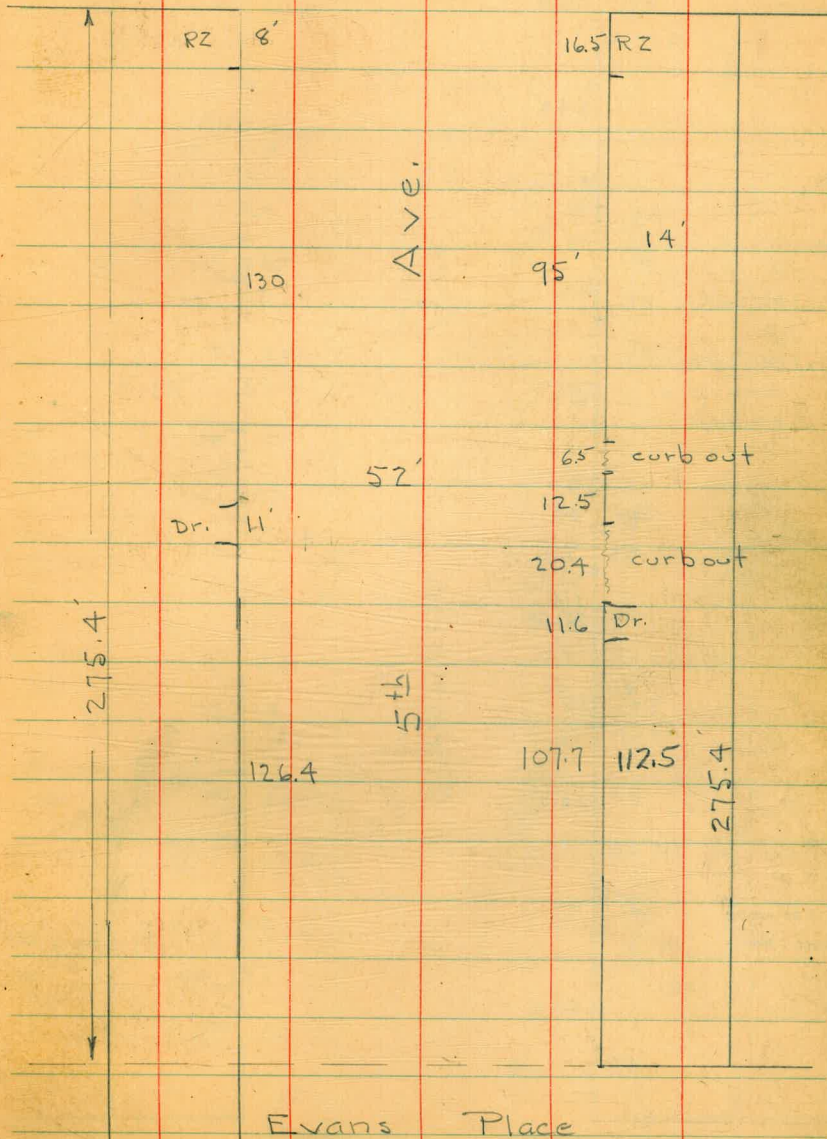 RZ 8' 16.5 RZ
Ave.
14'
130 95'
6.5 curb out
52'
12.5
Dr. 11'
20.4 curb out
11.6 Dr.
275.4'
5th
126.4 107.7 112.5 275.4'
Evans Place